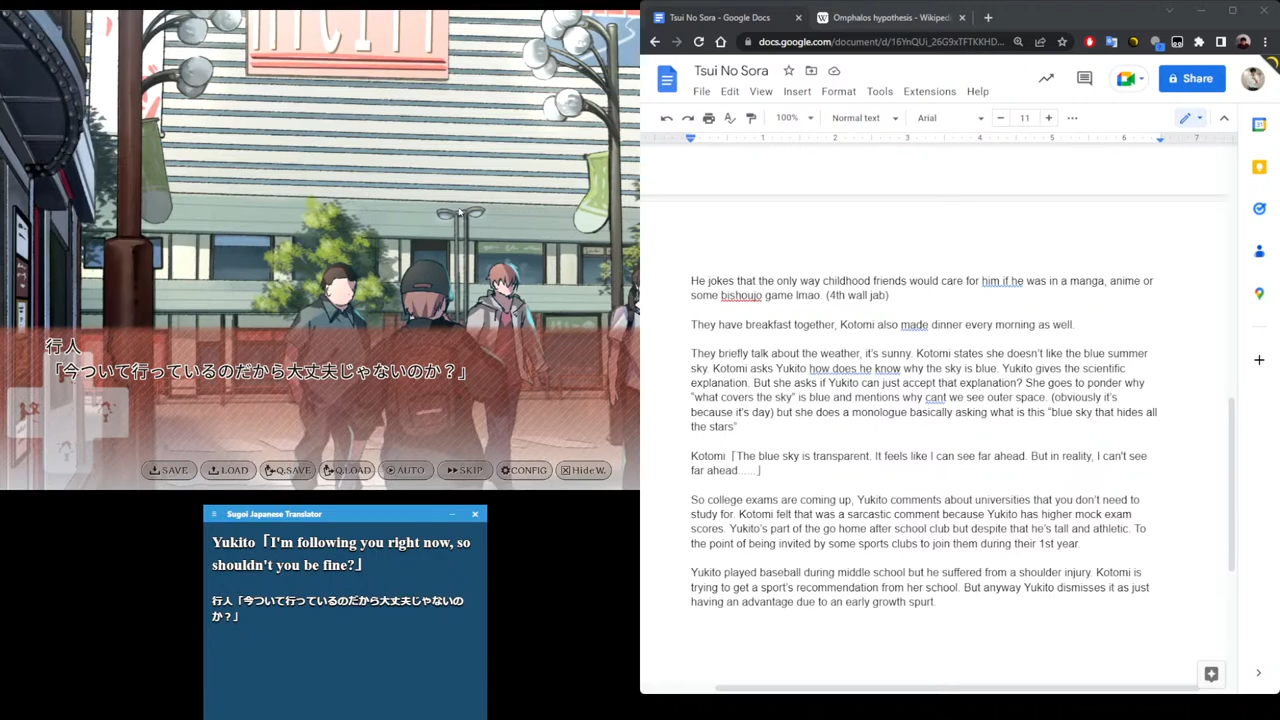 MYCITY
行人
「今ついて行っているのだから大丈夫じゃないのか？」
SAVE
LOAD
Q.SAVE
Q.LOAD
AUTO
SKIP
CONFIG
Hide W.
Sugoi Japanese Translator
Yukito「I'm following you right now, so
shouldn't you be fine?」
行人「今ついて行っているのだから大丈夫じゃないの
か？」
Tsui No Sora - Google Docs
Omphalos hypothesis - Wikipedi
docs.google.com/document/d/16YnQUi_26G9xTFTKKHD...
Tsui No Sora
File Edit View Insert Format Tools Extensions Help
Share
100% Normal text Arial 11
1 2 3 4 5 6 7
He jokes that the only way childhood friends would care for him if he was in a manga, anime or
some bishoujo game lmao. (4th wall jab)
They have breakfast together, Kotomi also made dinner every morning as well.
They briefly talk about the weather, it's sunny. Kotomi states she doesn't like the blue summer
sky. Kotomi asks Yukito how does he know why the sky is blue. Yukito gives the scientific
explanation. But she asks if Yukito can just accept that explanation? She goes to ponder why
"what covers the sky" is blue and mentions why cant we see outer space. (obviously it's
because it's day) but she does a monologue basically asking what is this "blue sky that hides all
the stars"
Kotomi「The blue sky is transparent. It feels like I can see far ahead. But in reality, I can't see
far ahead......」
So college exams are coming up, Yukito comments about universities that you don't need to
study for. Kotomi felt that was a sarcastic comment because Yukito has higher mock exam
scores. Yukito's part of the go home after school club but despite that he's tall and athletic. To
the point of being invited by some sports clubs to join them during their 1st year.
Yukito played baseball during middle school but he suffered from a shoulder injury. Kotomi is
trying to get a sport's recommendation from her school. But anyway Yukito dismisses it as just
having an advantage due to an early growth spurt.